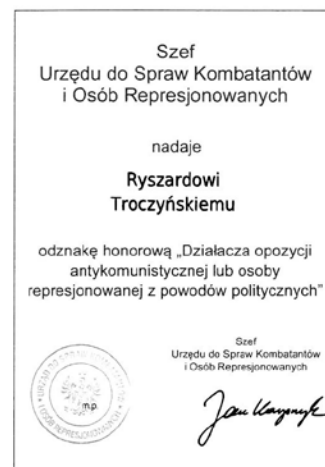 Szef
Urzędu do Spraw Kombatantów
i Osób Represjonowanych
nadaje
Ryszardowi
Troczyńskiemu
odznakę honorową „Działacza opozycji
antykomunistycznej lub osoby
represjonowanej z powodów politycznych"
Szef
Urzędu do Spraw Kombatantów
i Osób Represjonowanych
m.p.